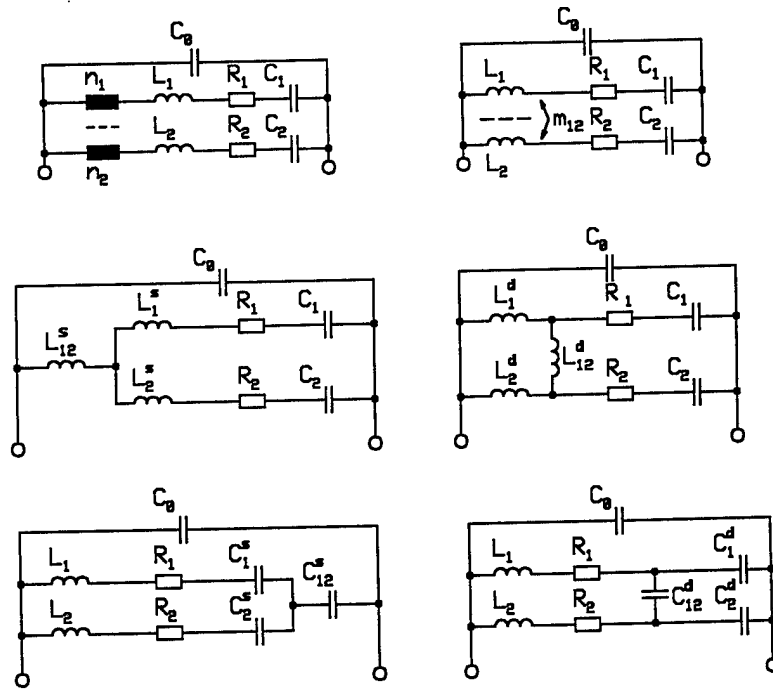 C₀
n₁ L₁ R₁ C₁
L₂ R₂ C₂
n₂
C₀
L₁ R₁ C₁
m₁₂ R₂ C₂
L₂
C₀
L₁ˢ R₁ C₁
L₁₂ˢ
L₂ˢ R₂ C₂
C₀
L₁ᵈ R₁ C₁
L₁₂ᵈ
L₂ᵈ R₂ C₂
C₀
L₁ R₁ C₁ˢ C₁₂ˢ
L₂ R₂ C₂ˢ
C₀
L₁ R₁ C₁ᵈ
L₂ R₂ C₁₂ᵈ C₂ᵈ